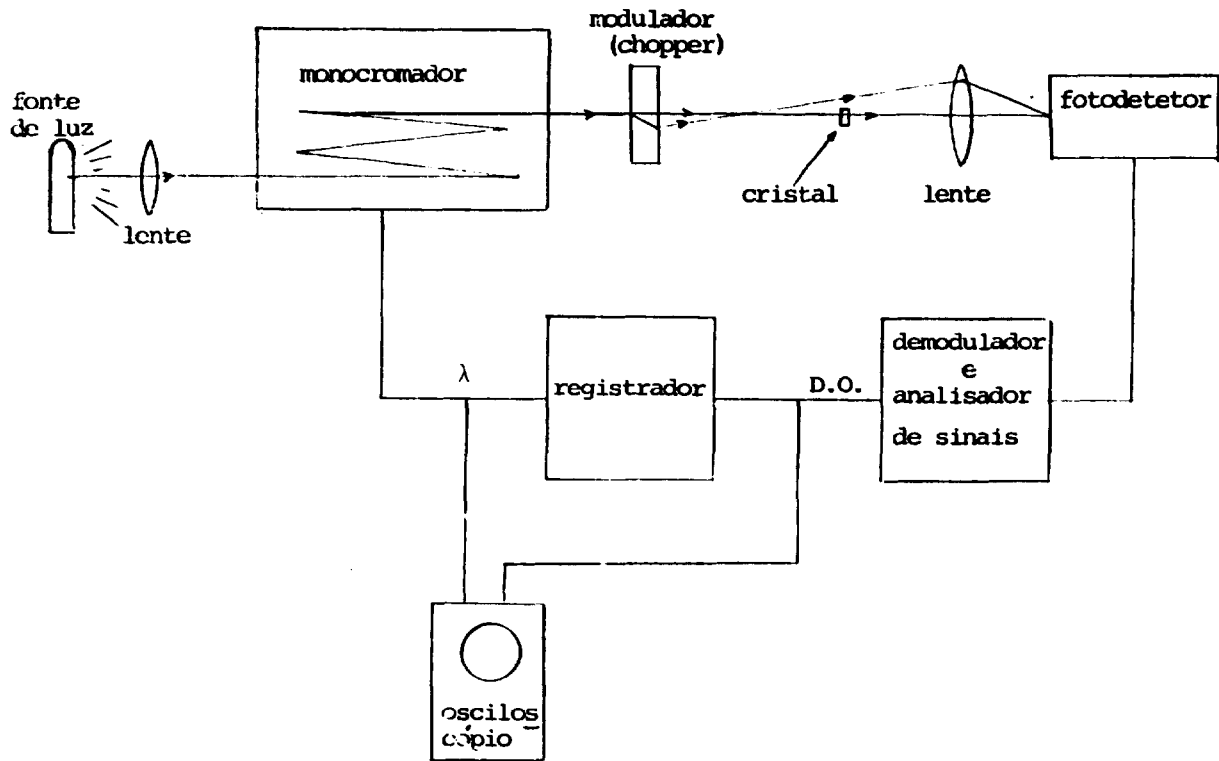 modulador
(chopper)
monocromador
fonte
de luz
lente
cristal
lente
fotodetetor
λ
registrador
D.O.
demodulador
e
analisador
de sinais
oscilos
cópio